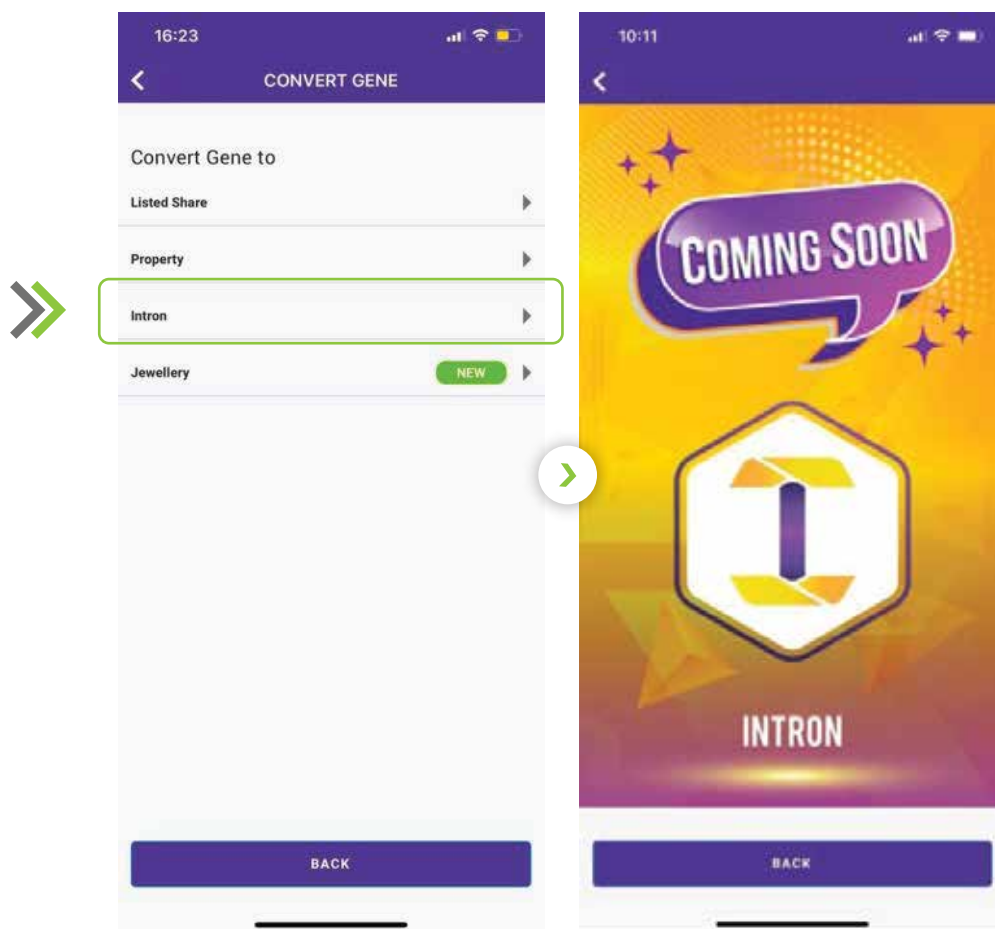 16:23
CONVERT GENE
Convert Gene to
Listed Share
Property
Intron
Jewellery NEW
BACK
10:11
COMING SOON
INTRON
BACK